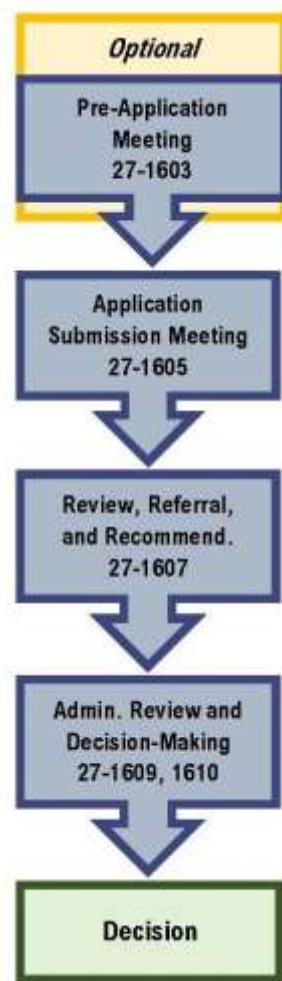 Optional
Pre-Application
Meeting
27-1603
Application
Submission Meeting
27-1605
Review, Referral,
and Recommend.
27-1607
Admin. Review and
Decision-Making
27-1609, 1610
Decision